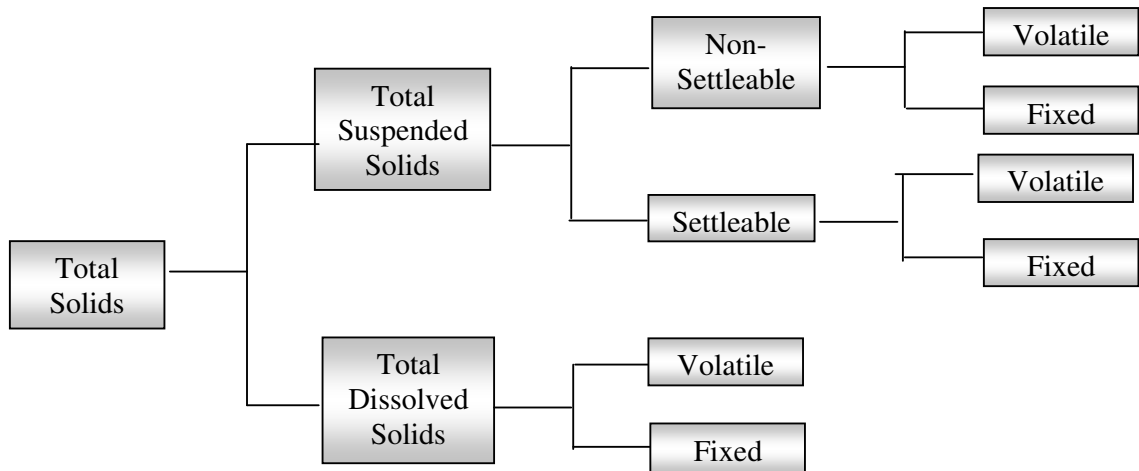 Total
Solids
Total
Suspended
Solids
Non-
Settleable
Volatile
Fixed
Settleable
Volatile
Fixed
Total
Dissolved
Solids
Volatile
Fixed